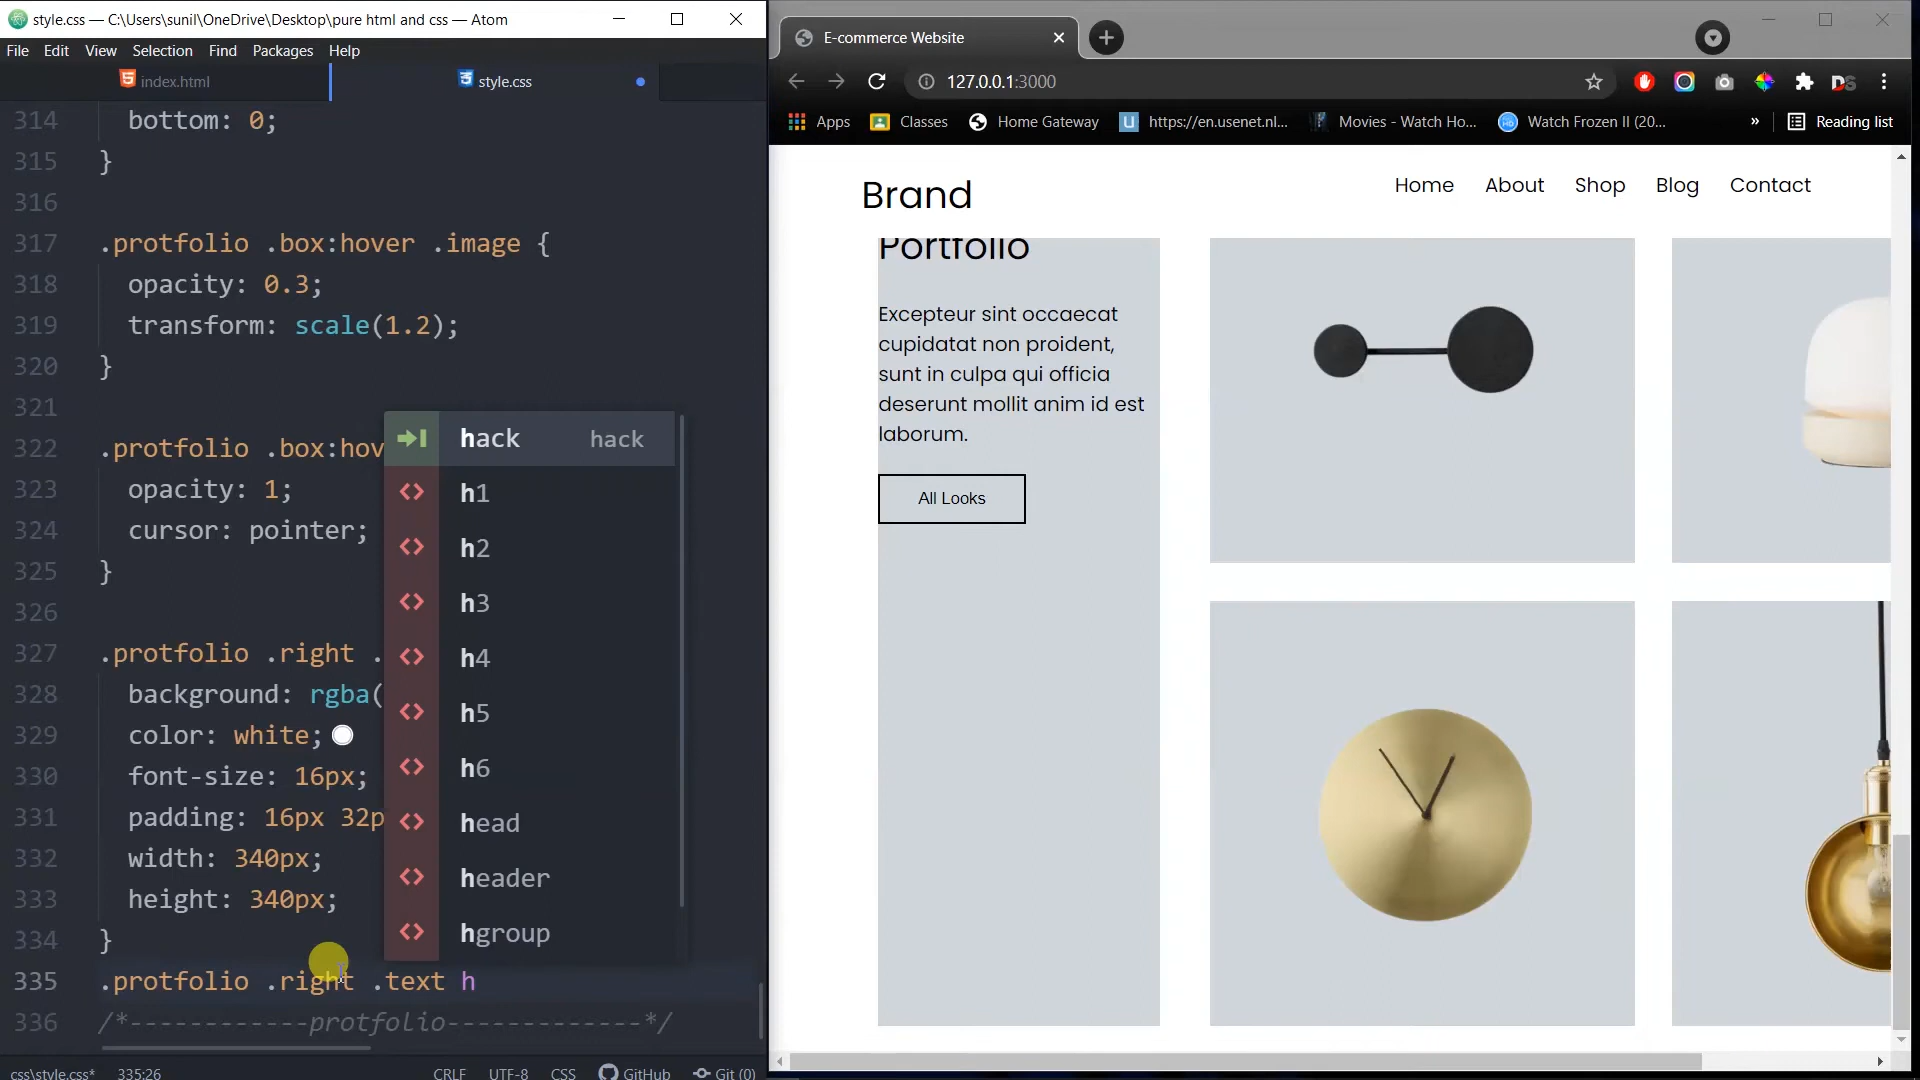 style.css — C:\Users\sunil\OneDrive\Desktop\pure html and css — Atom
File Edit View Selection Find Packages Help
index.html
style.css
314 bottom: 0;
315 }
316
317 .protfolio .box:hover .image {
318 opacity: 0.3;
319 transform: scale(1.2);
320 }
321
322 .protfolio .box:hov
323 opacity: 1;
324 cursor: pointer;
325 }
326
327 .protfolio .right .
328 background: rgba(
329 color: white;
330 font-size: 16px;
331 padding: 16px 32p
332 width: 340px;
333 height: 340px;
334 }
335 .protfolio .right .text h
336 /*------------protfolio-------------*/
hack hack
h1
h2
h3
h4
h5
h6
head
header
hgroup
css\style.css* 335:26 CRLF UTF-8 CSS GitHub Git (0)
E-commerce Website
127.0.0.1:3000
Apps Classes Home Gateway https://en.usenet.nl... Movies - Watch Ho... Watch Frozen II (20... » Reading list
Brand
Home About Shop Blog Contact
Portfolio
Excepteur sint occaecat
cupidatat non proident,
sunt in culpa qui officia
deserunt mollit anim id est
laborum.
All Looks